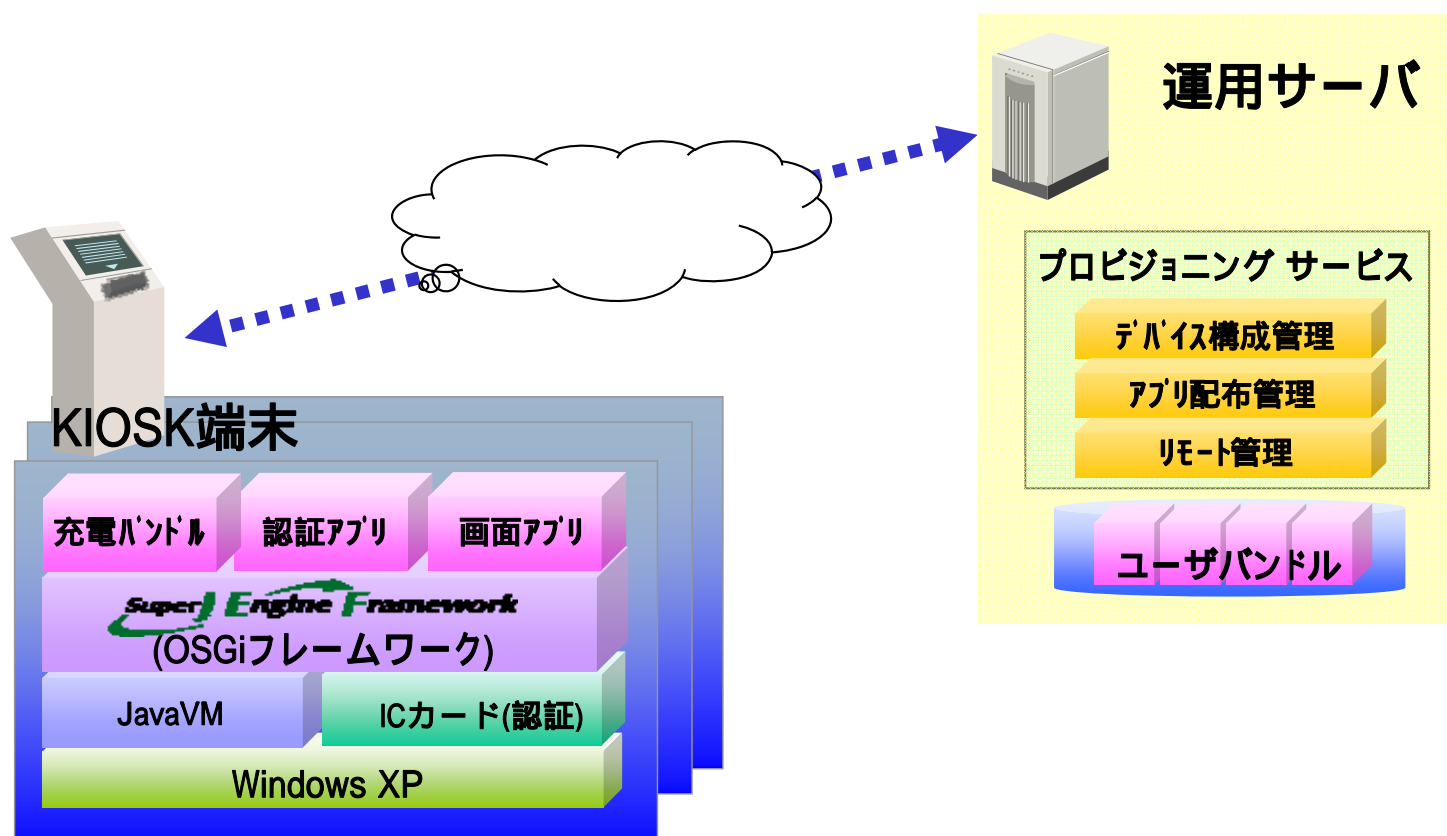 運用サーバ
プロビジョニング サービス
ﾃﾞﾊﾞｲｽ構成管理
ｱﾌﾟﾘ配布管理
ﾘﾓｰﾄ管理
ユーザバンドル
KIOSK端末
充電ﾊﾞﾝﾄﾞﾙ
認証ｱﾌﾟﾘ
画面ｱﾌﾟﾘ
SuperJ Engine Framework
(OSGiフレームワーク)
JavaVM
ICカード(認証)
Windows XP